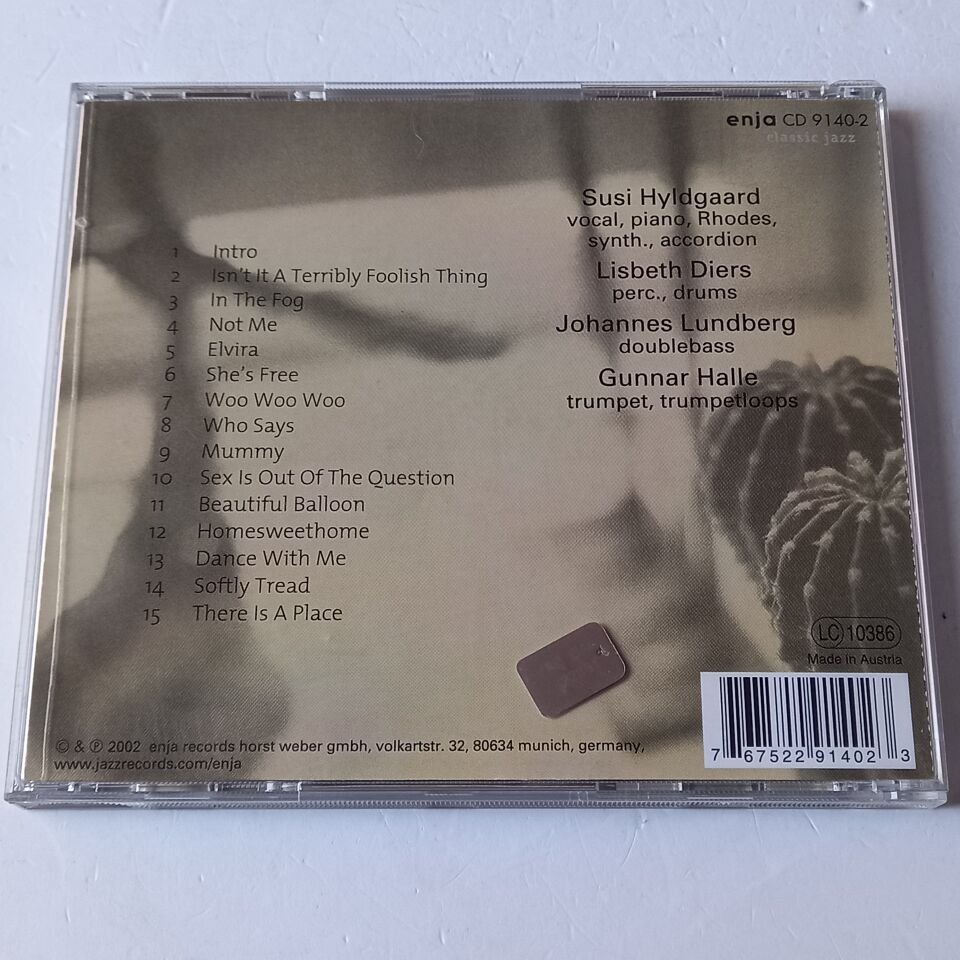 enja CD 9140-2
classic jazz
1 Intro
2 Isn't It A Terribly Foolish Thing
3 In The Fog
4 Not Me
5 Elvira
6 She's Free
7 Woo Woo Woo
8 Who Says
9 Mummy
10 Sex Is Out Of The Question
11 Beautiful Balloon
12 Homesweethome
13 Dance With Me
14 Softly Tread
15 There Is A Place
Susi Hyldgaard
vocal, piano, Rhodes,
synth., accordion
Lisbeth Diers
perc., drums
Johannes Lundberg
doublebass
Gunnar Halle
trumpet, trumpetloops
LC 10386
Made in Austria
7 67522 91402 3
© & ℗ 2002 enja records horst weber gmbh, volkartstr. 32, 80634 munich, germany,
www.jazzrecords.com/enja